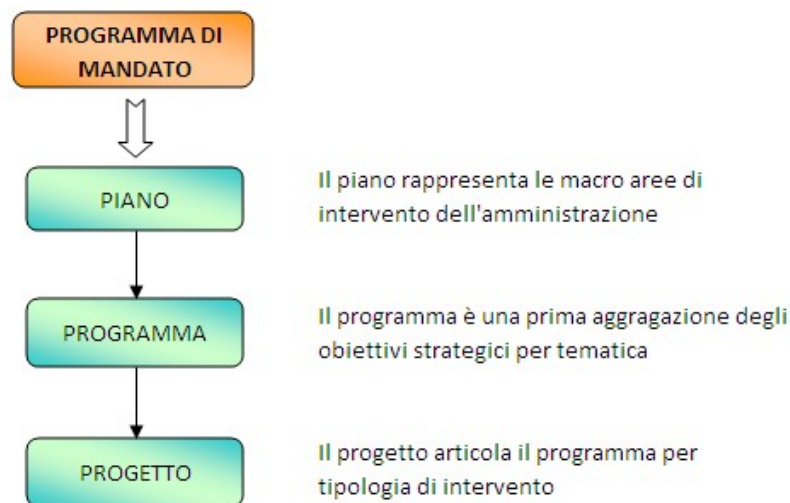 PROGRAMMA DI
MANDATO
PIANO
Il piano rappresenta le macro aree di
intervento dell'amministrazione
PROGRAMMA
Il programma è una prima aggragazione degli
obiettivi strategici per tematica
PROGETTO
Il progetto articola il programma per
tipologia di intervento